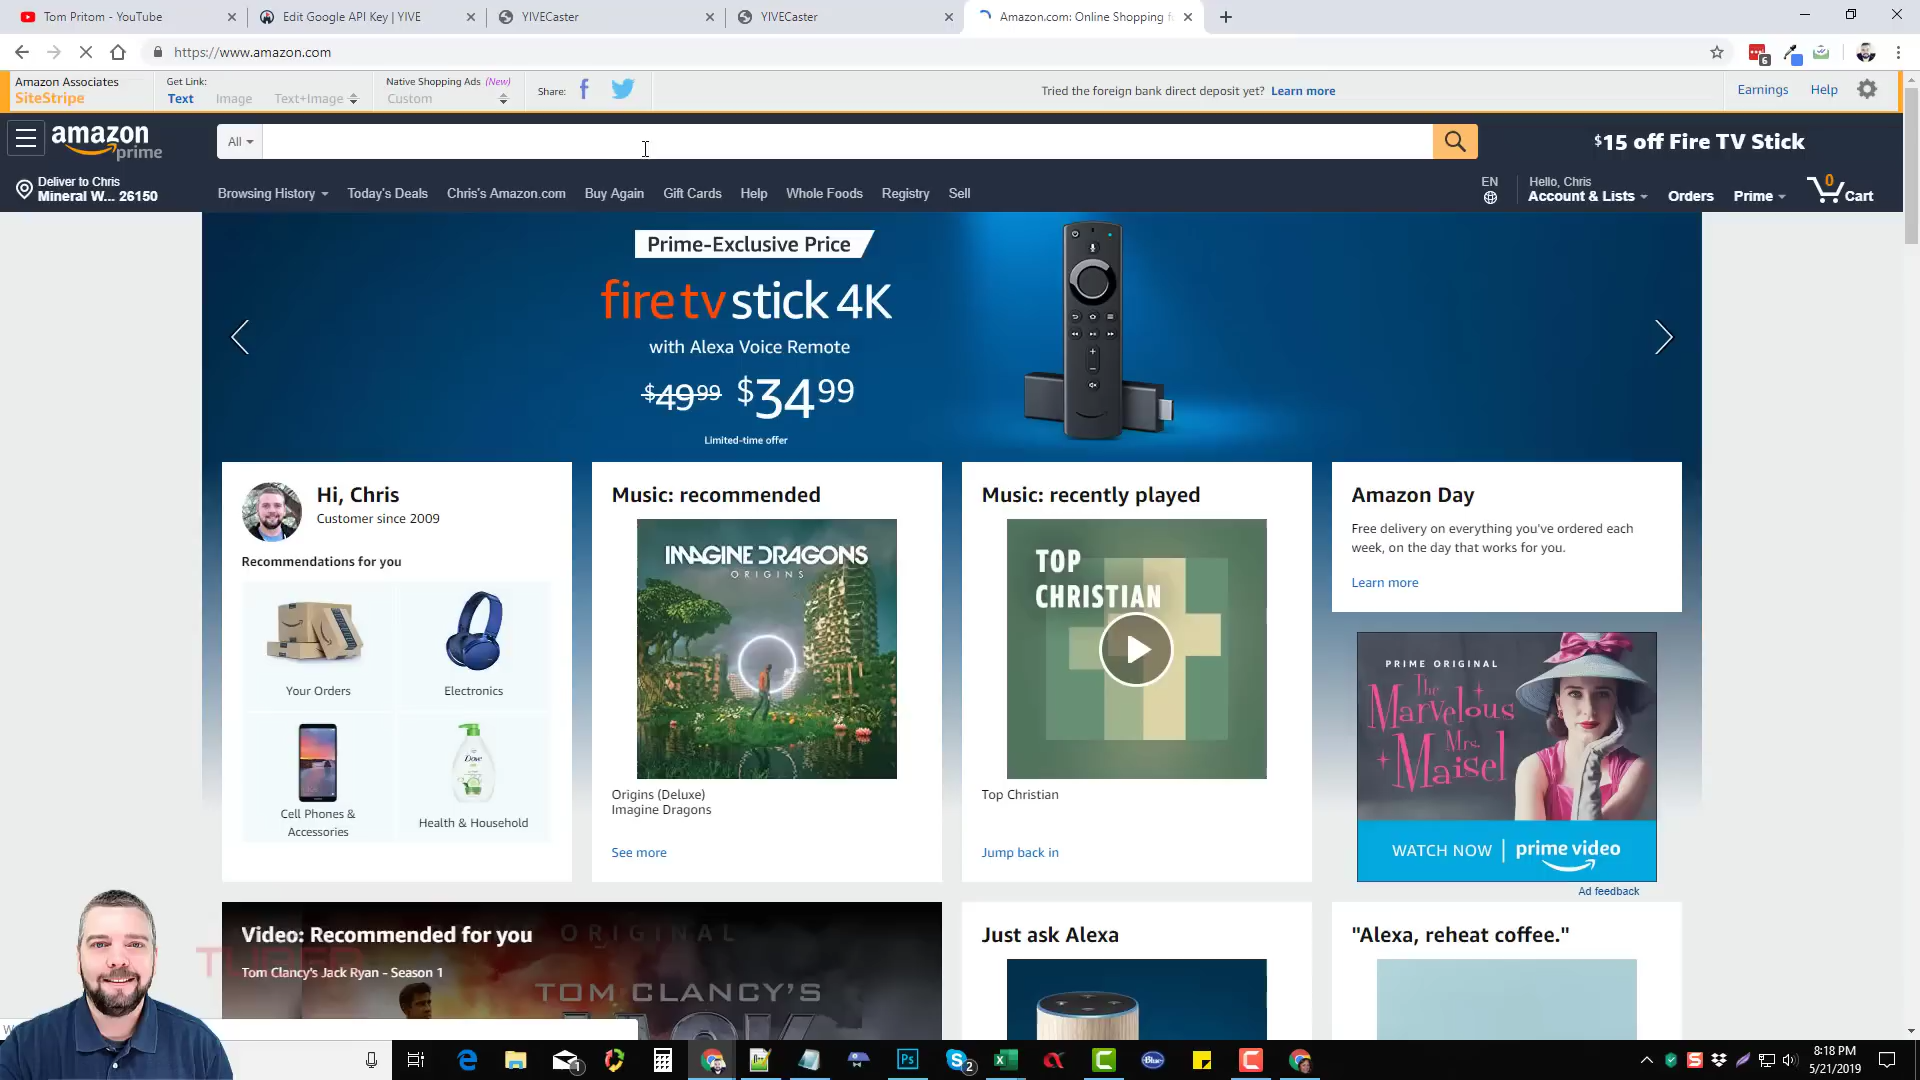 Tom Pritom - YouTube
Edit Google API Key | YIVE
YIVECaster
YIVECaster
Amazon.com: Online Shopping f
https://www.amazon.com
6
Amazon Associates
SiteStripe
Get Link:
Text
Image
Text+Image
Native Shopping Ads (New)
Custom
Share:
Tried the foreign bank direct deposit yet? Learn more
Earnings
Help
amazon
prime
All
$15 off Fire TV Stick
Deliver to Chris
Mineral W... 26150
Browsing History
Today's Deals
Chris's Amazon.com
Buy Again
Gift Cards
Help
Whole Foods
Registry
Sell
EN
Hello, Chris
Account & Lists
Orders
Prime
0
Cart
Prime-Exclusive Price
fire tv stick 4K
with Alexa Voice Remote
$49.99 $34.99
Limited-time offer
Hi, Chris
Customer since 2009
Recommendations for you
Your Orders
Electronics
Dove
Cell Phones &
Accessories
Health & Household
Music: recommended
IMAGINE DRAGONS
ORIGINS
Origins (Deluxe)
Imagine Dragons
See more
Music: recently played
TOP
CHRISTIAN
Top Christian
Jump back in
Amazon Day
Free delivery on everything you've ordered each
week, on the day that works for you.
Learn more
PRIME ORIGINAL
The
Marvelous
Mrs.
Maisel
WATCH NOW | prime video
Ad feedback
Video: Recommended for you
ORIGINAL
Tom Clancy's Jack Ryan - Season 1
TOM CLANCY'S
JACK
Just ask Alexa
"Alexa, reheat coffee."
1
Ps
2
Blue
8:18 PM
5/21/2019